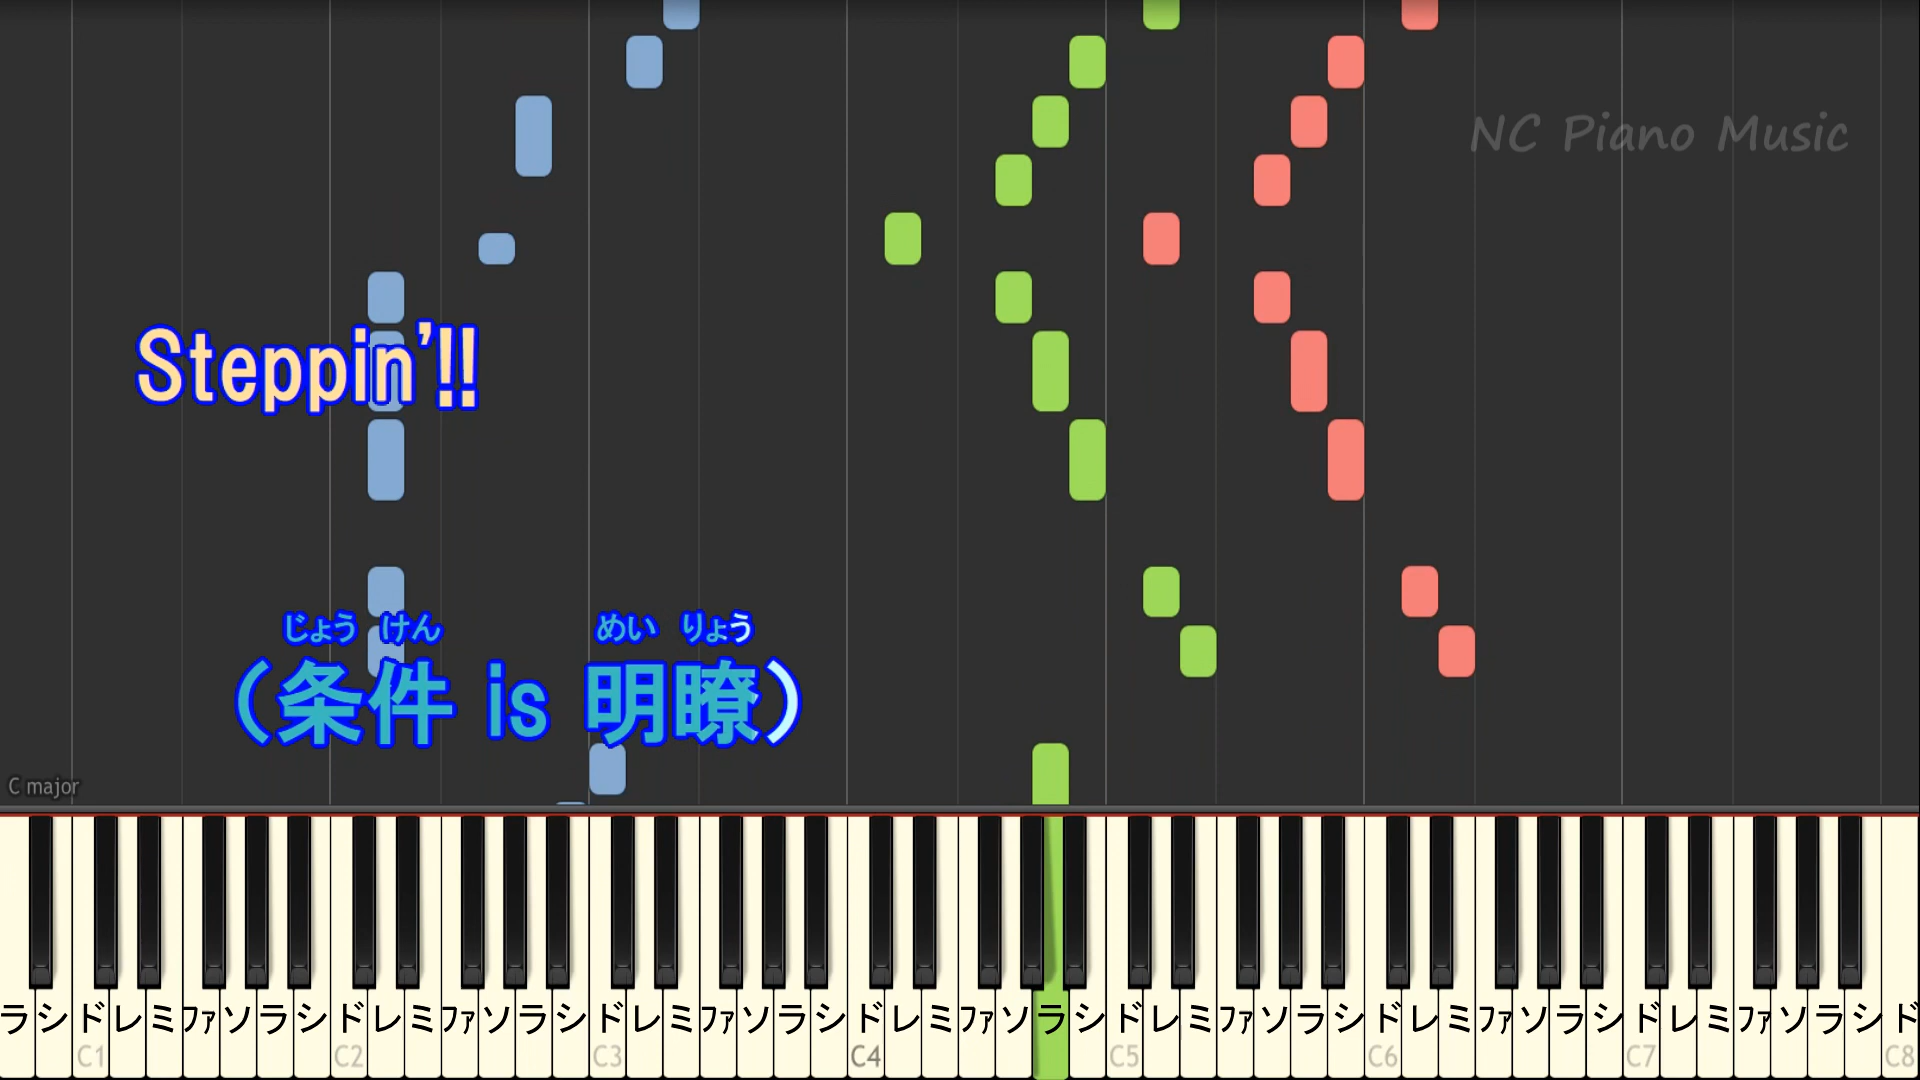 NC Piano Music
Steppin'!!
じょう けん めい りょう
（条件 is 明瞭）
C major
ラシドレミファソラシドレミファソラシドレミファソラシドレミファソラシドレミファソラシドレミファソラシドレミファソラシド
C1 C2 C3 C4 C5 C6 C7 C8